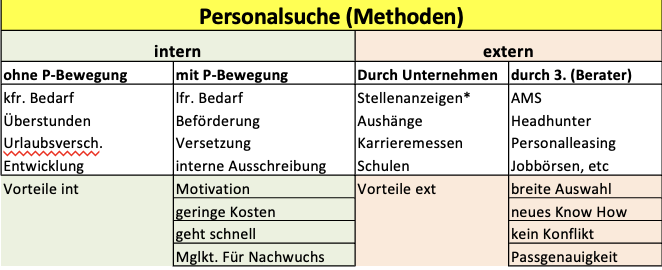 Personalsuche (Methoden)
intern extern
ohne P-Bewegung mit P-Bewegung Durch Unternehmen durch 3. (Berater)
kfr. Bedarf lfr. Bedarf Stellenanzeigen* AMS
Überstunden Beförderung Aushänge Headhunter
Urlaubsversch. Versetzung Karrieremessen Personalleasing
Entwicklung interne Ausschreibung Schulen Jobbörsen, etc
Vorteile int Motivation Vorteile ext breite Auswahl
geringe Kosten neues Know How
geht schnell kein Konflikt
Mglkt. Für Nachwuchs Passgenauigkeit